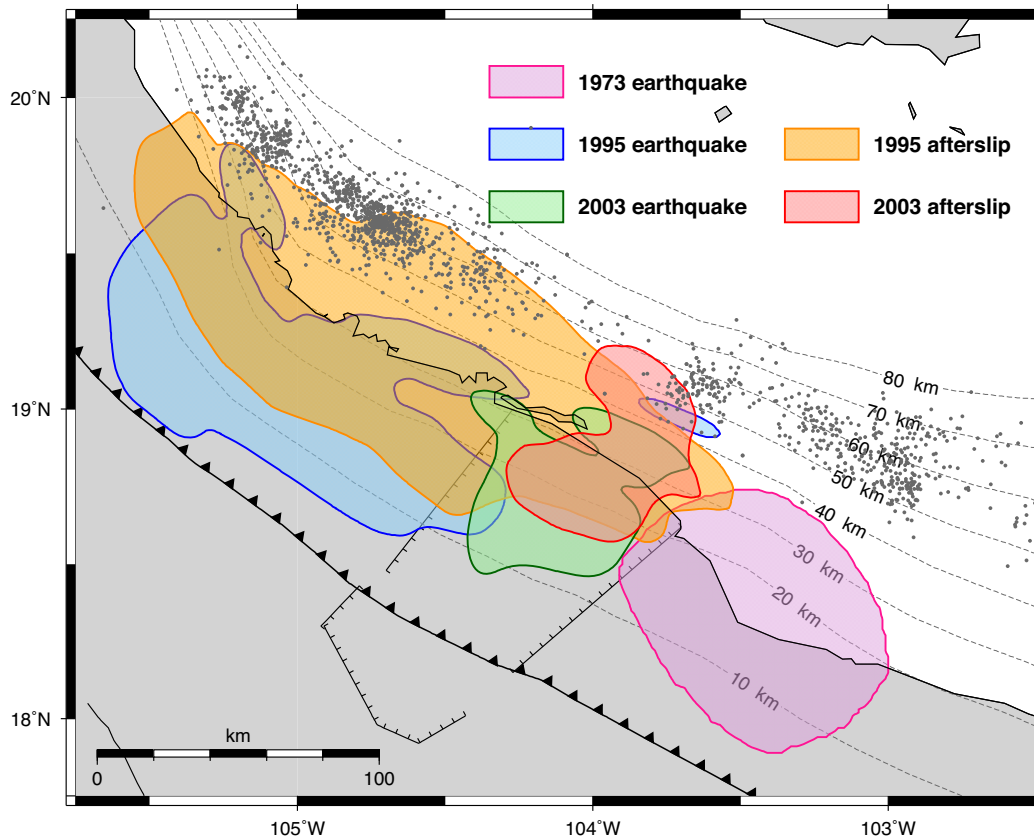 1973 earthquake
1995 earthquake
1995 afterslip
2003 earthquake
2003 afterslip
20°N
19°N
18°N
80 km
70 km
60 km
50 km
40 km
30 km
20 km
10 km
km
0 100
105°W 104°W 103°W